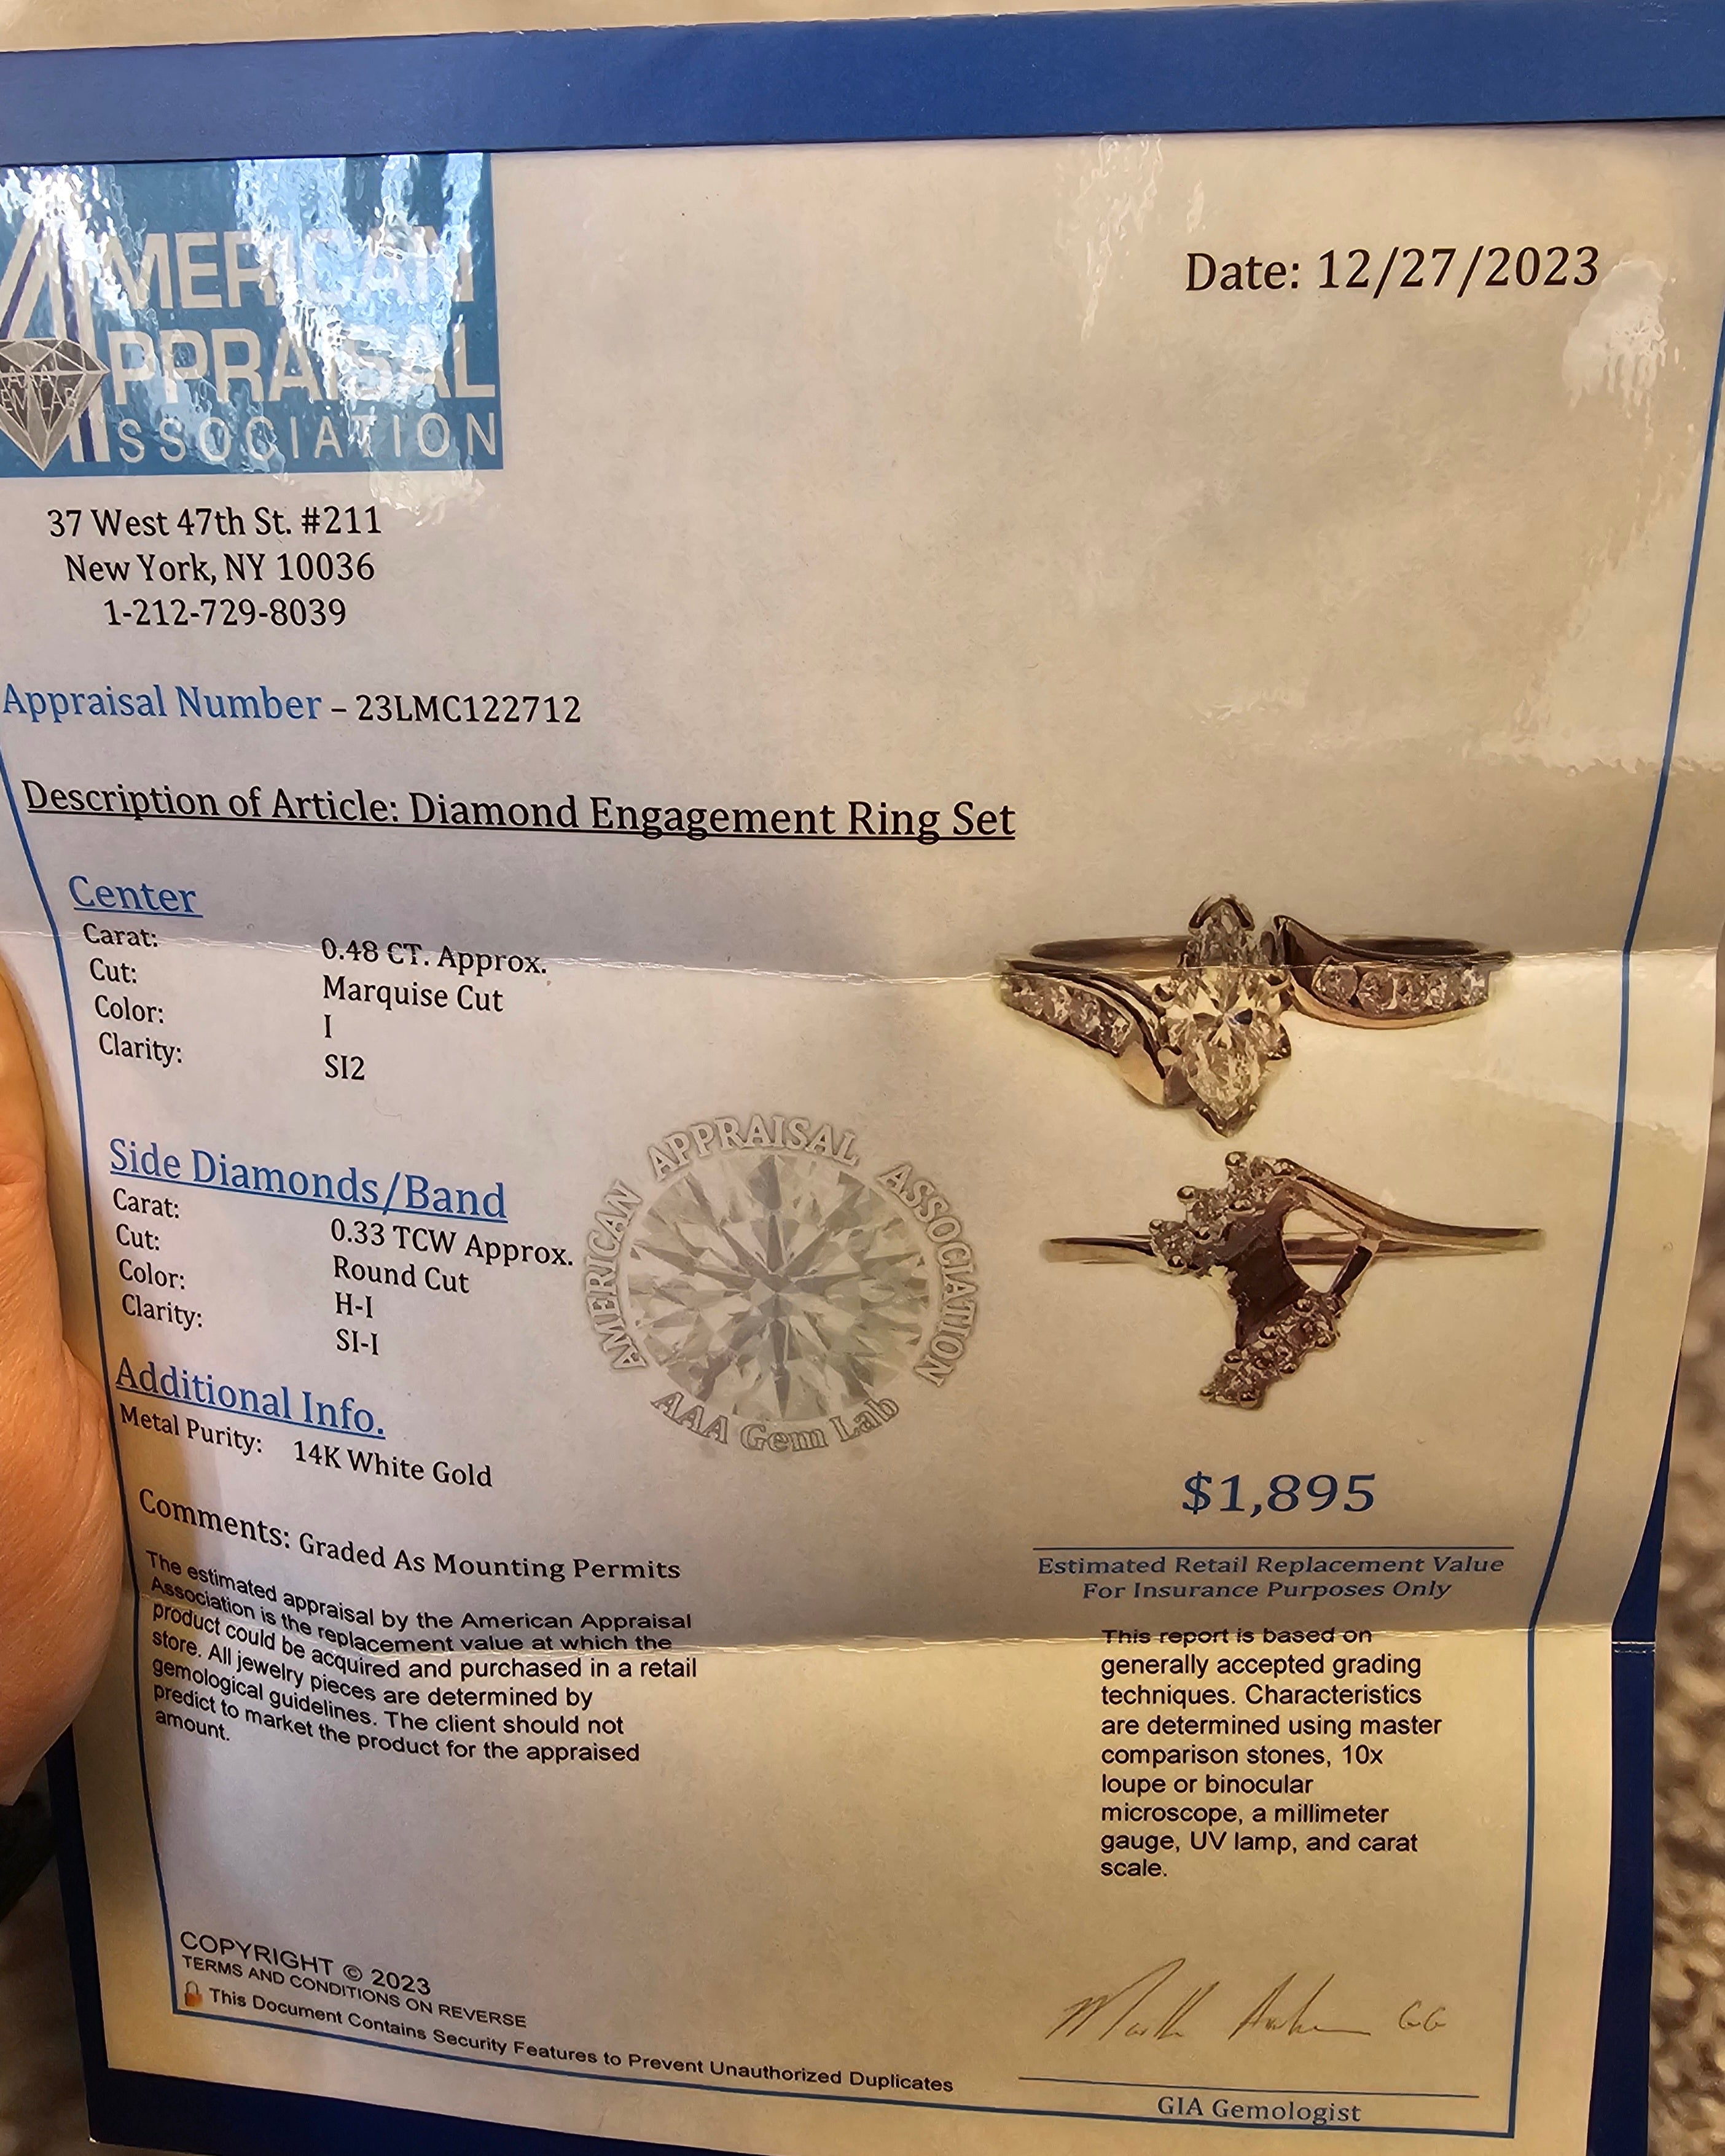 AMERICAN
APPRAISAL
ASSOCIATION
Date: 12/27/2023
37 West 47th St. #211
New York, NY 10036
1-212-729-8039
Appraisal Number – 23LMC122712
Description of Article: Diamond Engagement Ring Set
Center
Carat: 0.48 CT. Approx.
Cut: Marquise Cut
Color: I
Clarity: SI2
Side Diamonds/Band
Carat: 0.33 TCW Approx.
Cut: Round Cut
Color: H-I
Clarity: SI-I
Additional Info.
Metal Purity: 14K White Gold
Comments: Graded As Mounting Permits
The estimated appraisal by the American Appraisal
Association is the replacement value at which the
product could be acquired and purchased in a retail
store. All jewelry pieces are determined by
gemological guidelines. The client should not
predict to market the product for the appraised
amount.
AMERICAN APPRAISAL ASSOCIATION
AAA Gem Lab
$1,895
Estimated Retail Replacement Value
For Insurance Purposes Only
This report is based on
generally accepted grading
techniques. Characteristics
are determined using master
comparison stones, 10x
loupe or binocular
microscope, a millimeter
gauge, UV lamp, and carat
scale.
COPYRIGHT © 2023
TERMS AND CONDITIONS ON REVERSE
This Document Contains Security Features to Prevent Unauthorized Duplicates
GG
GIA Gemologist